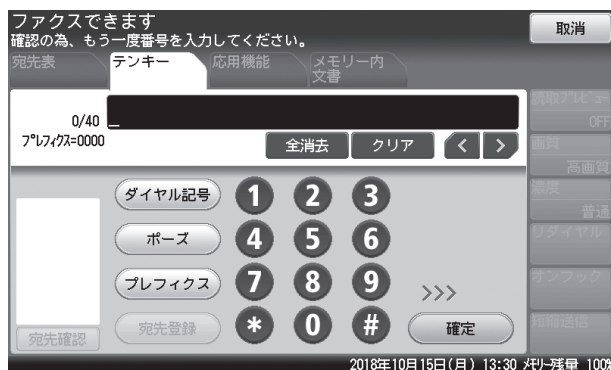 ファクスできます
確認の為、もう一度番号を入力してください。
取消
宛先表
テンキー
応用機能
メモリー内
文書
読取プレビュー
OFF
0/40 _
プレフィクス=0000
全消去
クリア
<
>
画質
高画質
濃度
普通
ダイヤル記号
1
2
3
リダイヤル
ポーズ
4
5
6
オンフック
プレフィクス
7
8
9
>>>
短縮送信
宛先登録
*
0
#
確定
宛先確認
2018年10月15日(月) 13:30 メモリー残量 100%